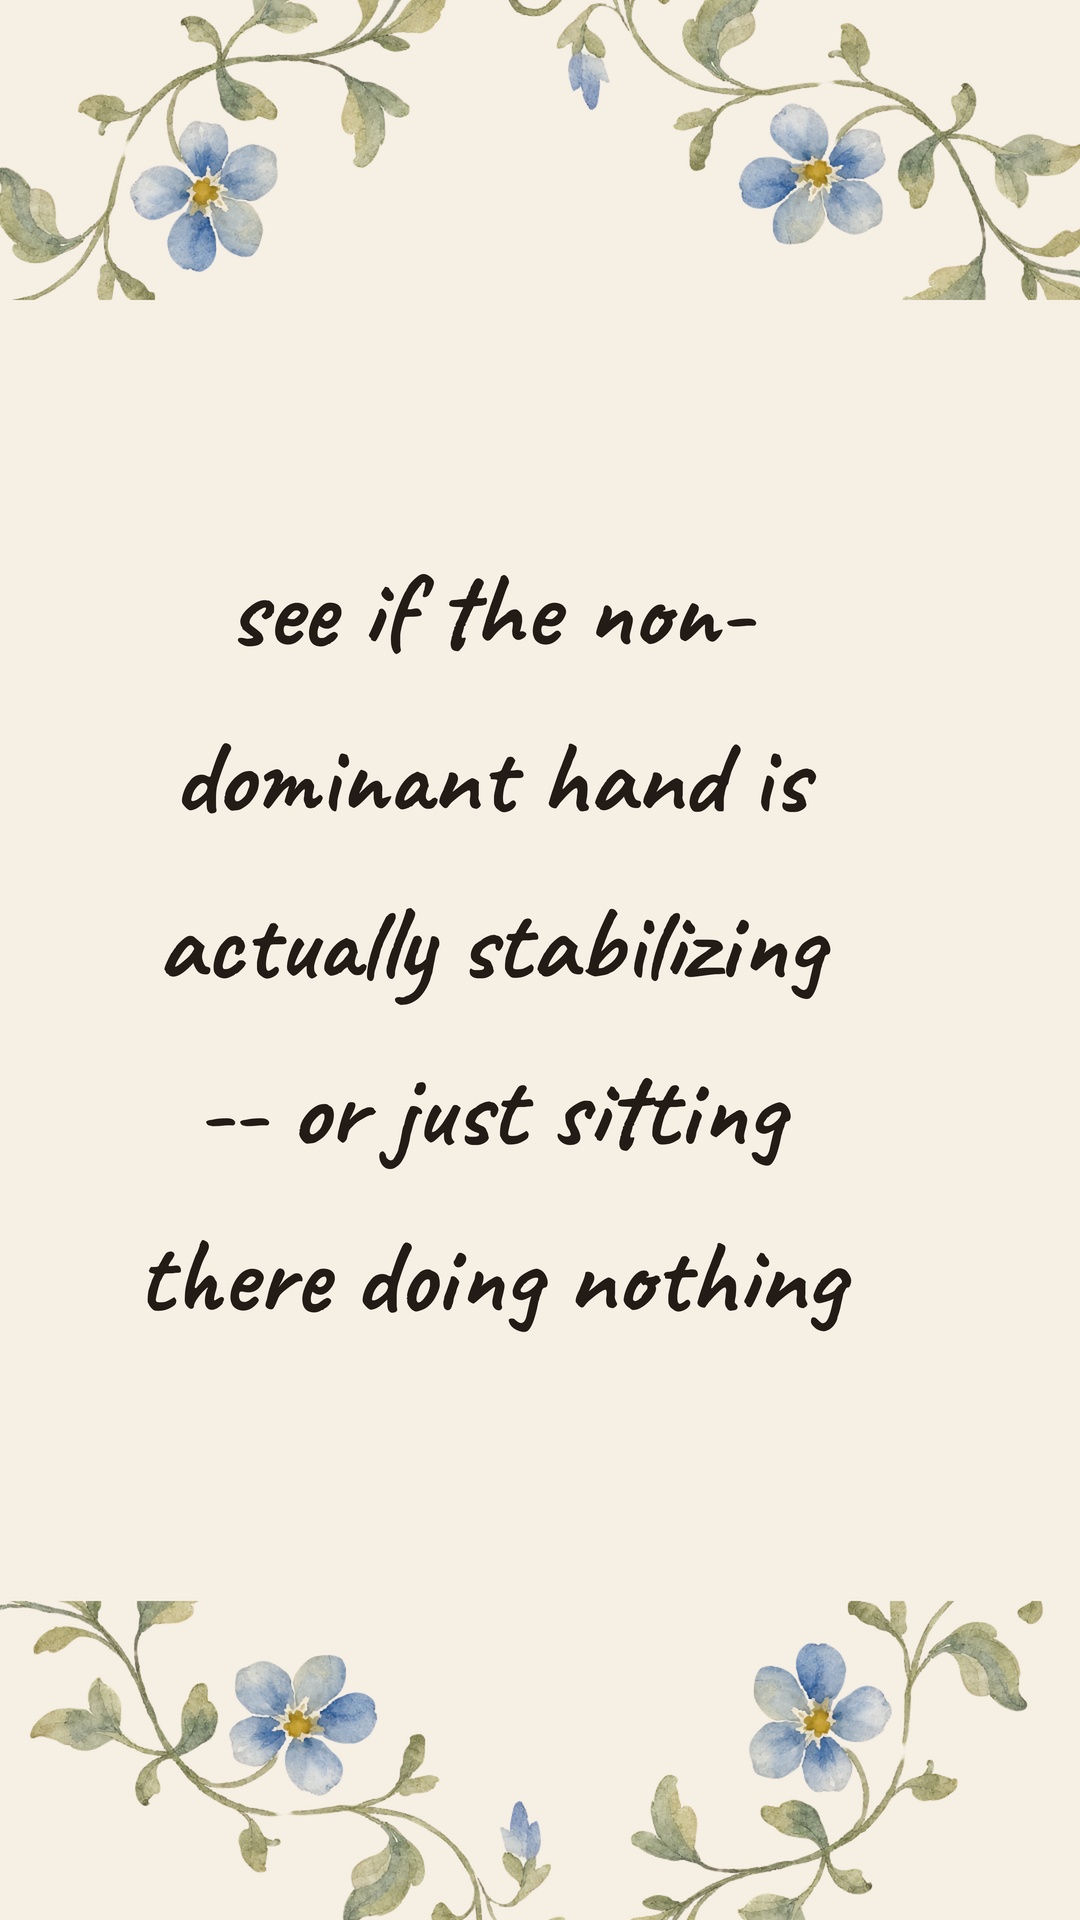 see if the non-
dominant hand is
actually stabilizing
-- or just sitting
there doing nothing